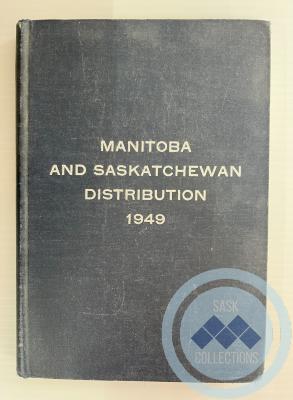 MANITOBA
AND SASKATCHEWAN
DISTRIBUTION
1949
SASK
COLLECTIONS